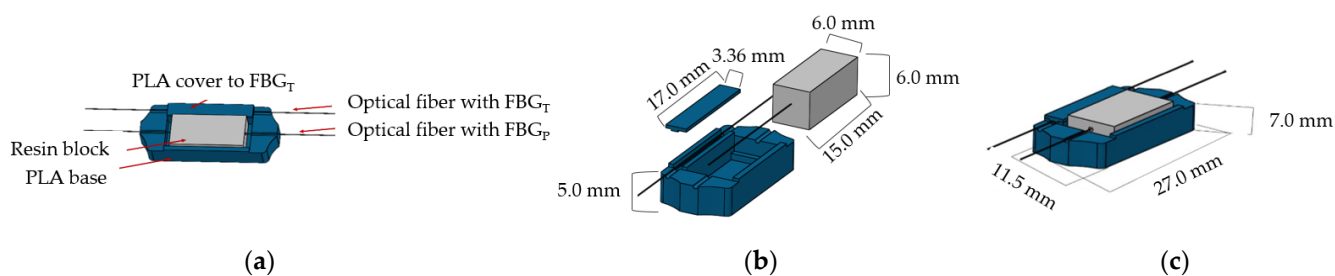 PLA cover to FBG_T
Optical fiber with FBG_T
Optical fiber with FBG_P
Resin block
PLA base
(a)
6.0 mm
3.36 mm
17.0 mm
6.0 mm
15.0 mm
5.0 mm
(b)
7.0 mm
11.5 mm
27.0 mm
(c)